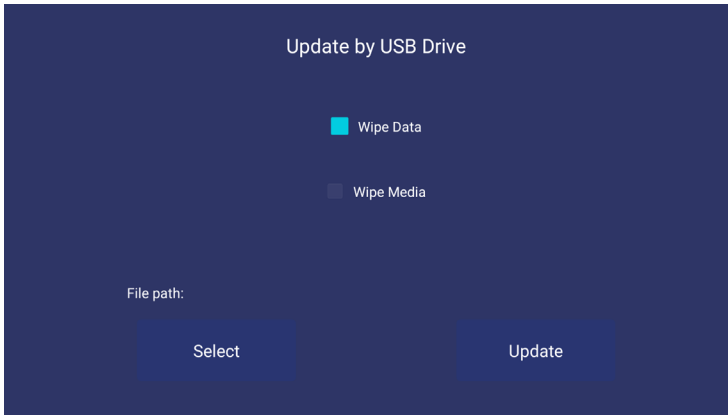 Update by USB Drive
Wipe Data
Wipe Media
File path:
Select
Update